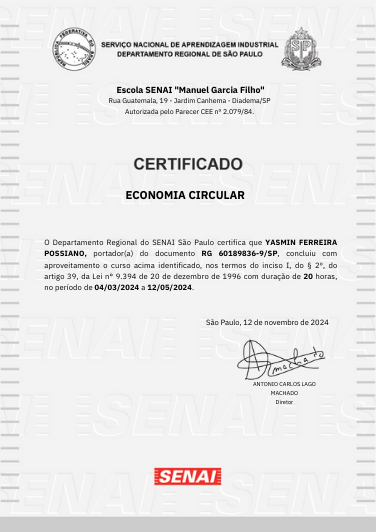 SERVIÇO NACIONAL DE APRENDIZAGEM INDUSTRIAL
DEPARTAMENTO REGIONAL DE SÃO PAULO
Escola SENAI "Manuel Garcia Filho"
Rua Guatemala, 19 - Jardim Canhema - Diadema/SP
Autorizada pelo Parecer CEE nº 2.079/84.
CERTIFICADO
ECONOMIA CIRCULAR
O Departamento Regional do SENAI São Paulo certifica que YASMIN FERREIRA
POSSIANO, portador(a) do documento RG 60189836-9/SP, concluiu com
aproveitamento o curso acima identificado, nos termos do inciso I, do § 2º, do
artigo 39, da Lei nº 9.394 de 20 de dezembro de 1996 com duração de 20 horas,
no período de 04/03/2024 a 12/05/2024.
São Paulo, 12 de novembro de 2024
Machado
ANTONIO CARLOS LAGO
MACHADO
Diretor
SENAI